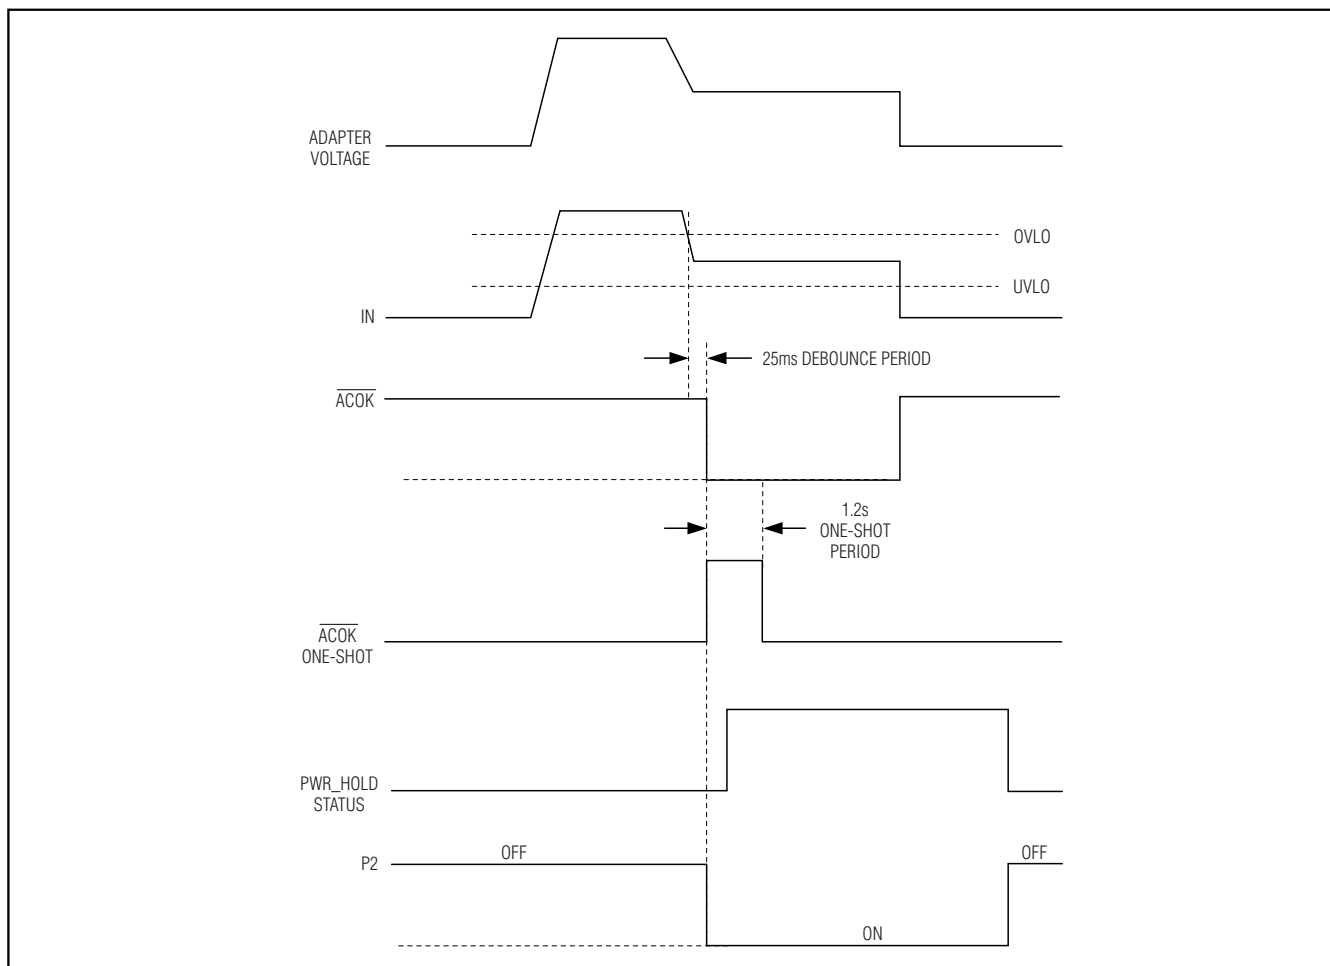 ADAPTER
VOLTAGE
OVLO
UVLO
IN
25ms DEBOUNCE PERIOD
ACOK
1.2s
ONE-SHOT
PERIOD
ACOK
ONE-SHOT
PWR_HOLD
STATUS
OFF
OFF
P2
ON